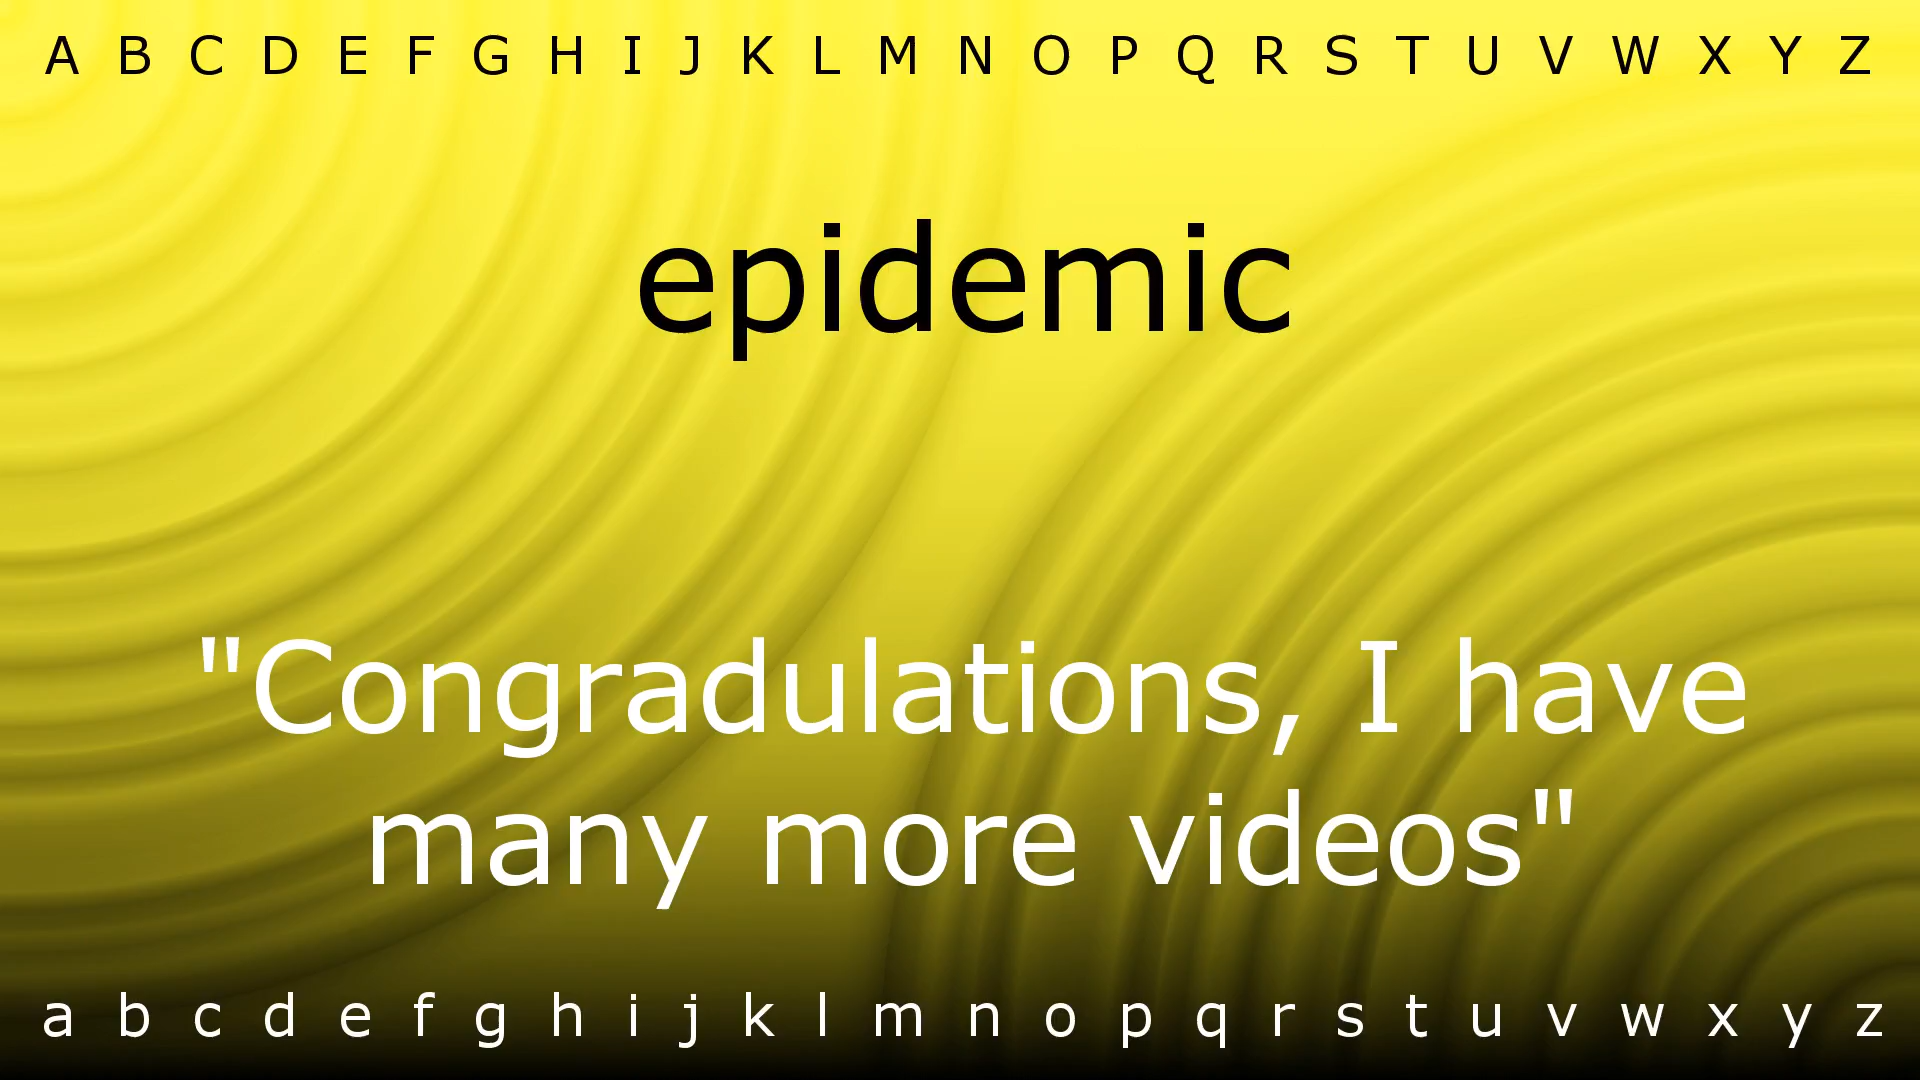 A B C D E F G H I J K L M N O P Q R S T U V W X Y Z
epidemic
"Congradulations, I have
many more videos"
a b c d e f g h i j k l m n o p q r s t u v w x y z